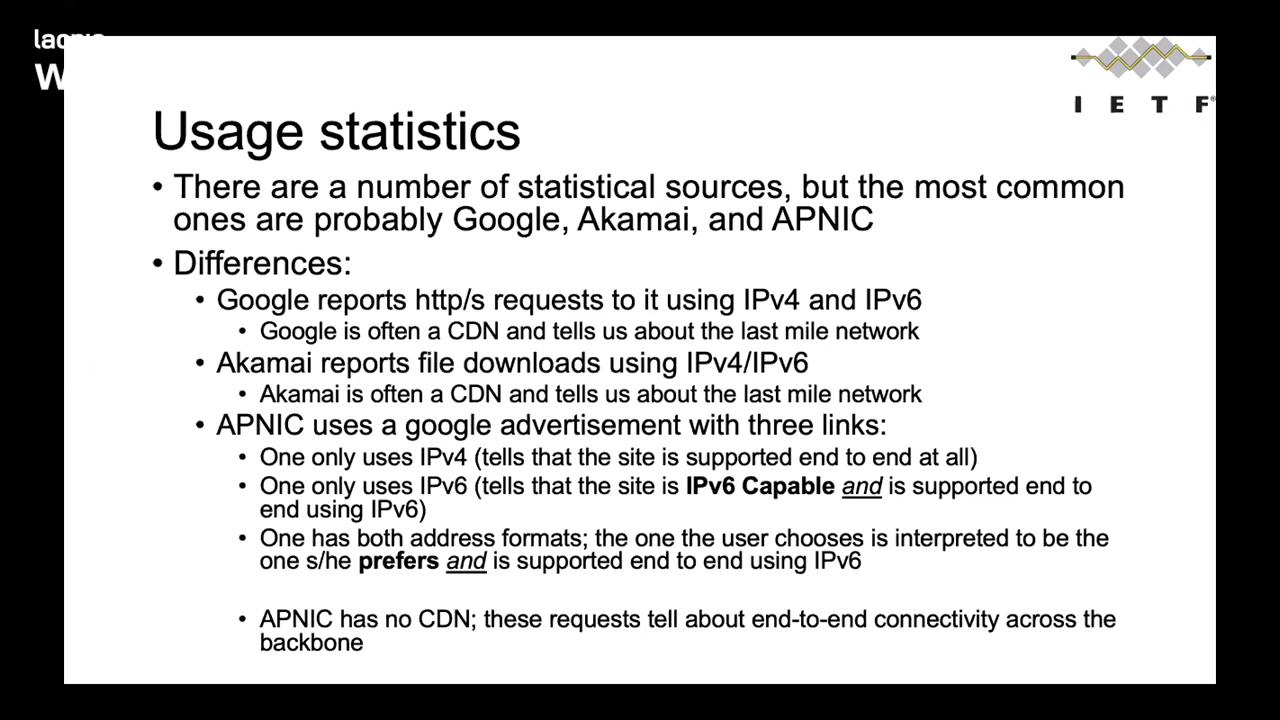 W
I E T F
Usage statistics
• There are a number of statistical sources, but the most common
ones are probably Google, Akamai, and APNIC
• Differences:
• Google reports http/s requests to it using IPv4 and IPv6
• Google is often a CDN and tells us about the last mile network
• Akamai reports file downloads using IPv4/IPv6
• Akamai is often a CDN and tells us about the last mile network
• APNIC uses a google advertisement with three links:
• One only uses IPv4 (tells that the site is supported end to end at all)
• One only uses IPv6 (tells that the site is IPv6 Capable and is supported end to
end using IPv6)
• One has both address formats; the one the user chooses is interpreted to be the
one s/he prefers and is supported end to end using IPv6
• APNIC has no CDN; these requests tell about end-to-end connectivity across the
backbone